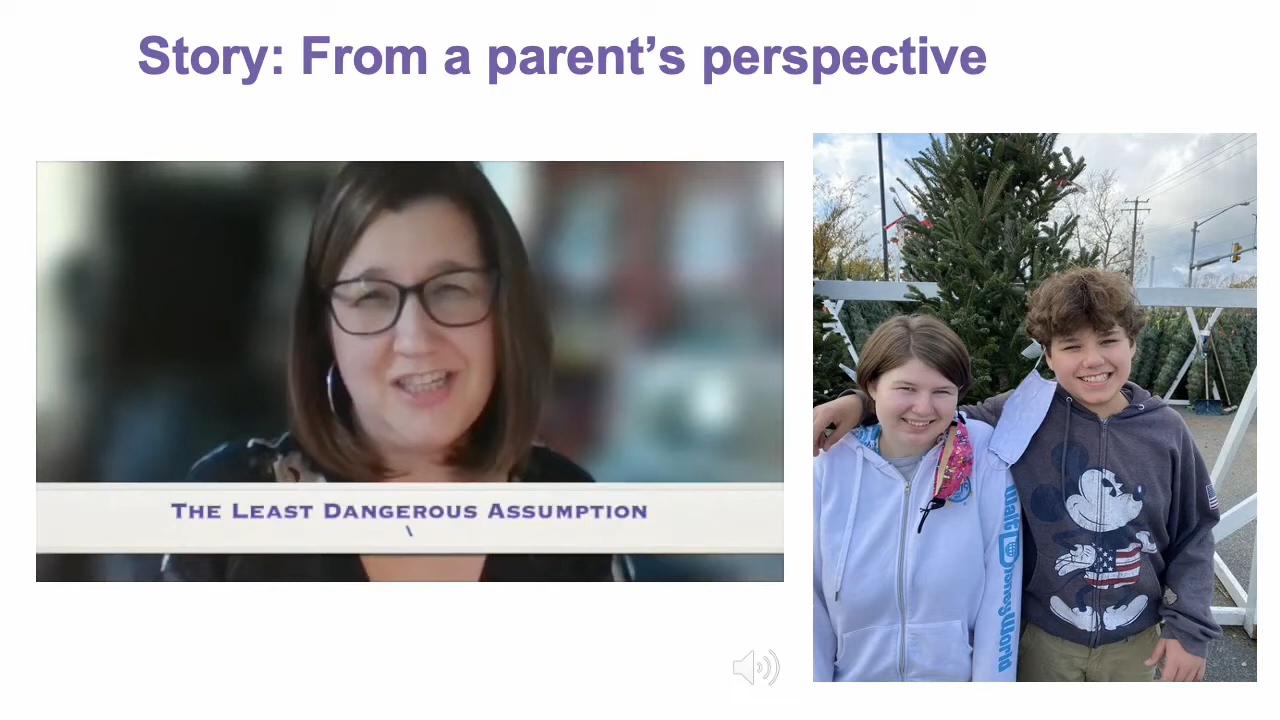 Story: From a parent’s perspective
The Least Dangerous Assumption
Walt Disney World